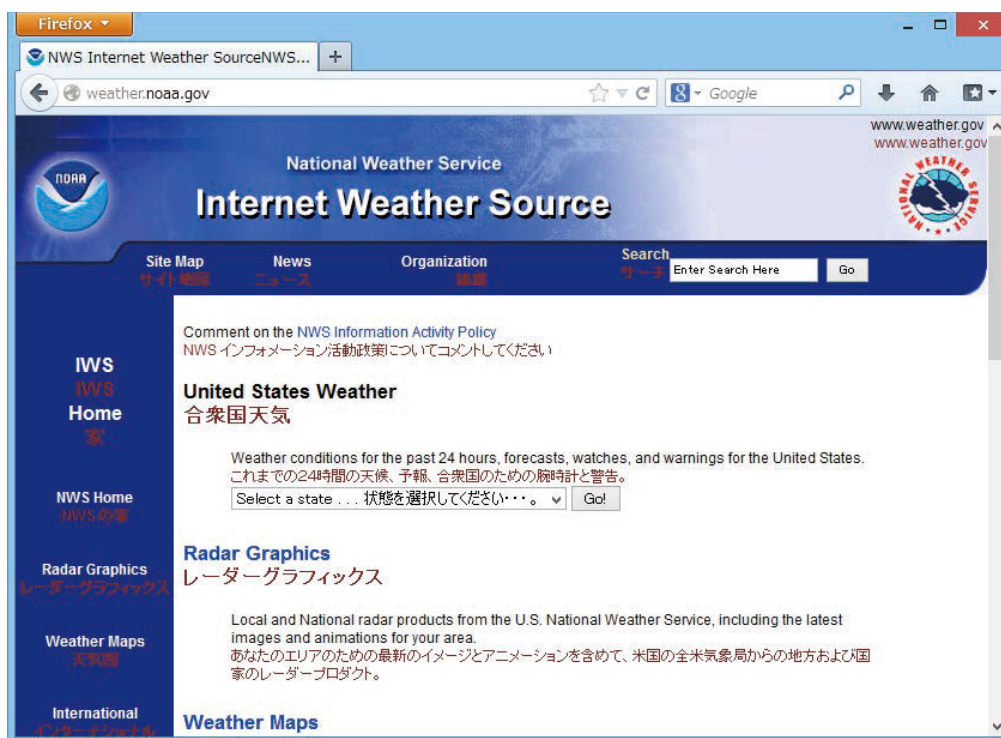 Firefox
NWS Internet Weather SourceNWS...
weather.noaa.gov
Google
www.weather.gov
www.weather.gov
NOAA
National Weather Service
Internet Weather Source
NATIONAL WEATHER SERVICE
Site Map News Organization Search
サイト地図 ニュース 組織 サーチ Enter Search Here Go
Comment on the NWS Information Activity Policy
NWS インフォメーション活動政策についてコメントしてください
IWS
IWS
Home
家
United States Weather
合衆国天気
Weather conditions for the past 24 hours, forecasts, watches, and warnings for the United States.
これまでの24時間の天候、予報、合衆国のための腕時計と警告。
Select a state . . . 状態を選択してください・・・。 Go!
NWS Home
NWSの家
Radar Graphics
レーダーグラフィックス
Radar Graphics
レーダーグラフィックス
Local and National radar products from the U.S. National Weather Service, including the latest
images and animations for your area.
あなたのエリアのための最新のイメージとアニメーションを含めて、米国の全米気象局からの地方および国
家のレーダープロダクト。
Weather Maps
天気図
International
インターナショナル
Weather Maps